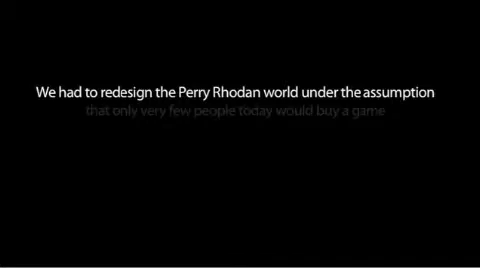 We had to redesign the Perry Rhodan world under the assumption
that only very few people today would buy a game